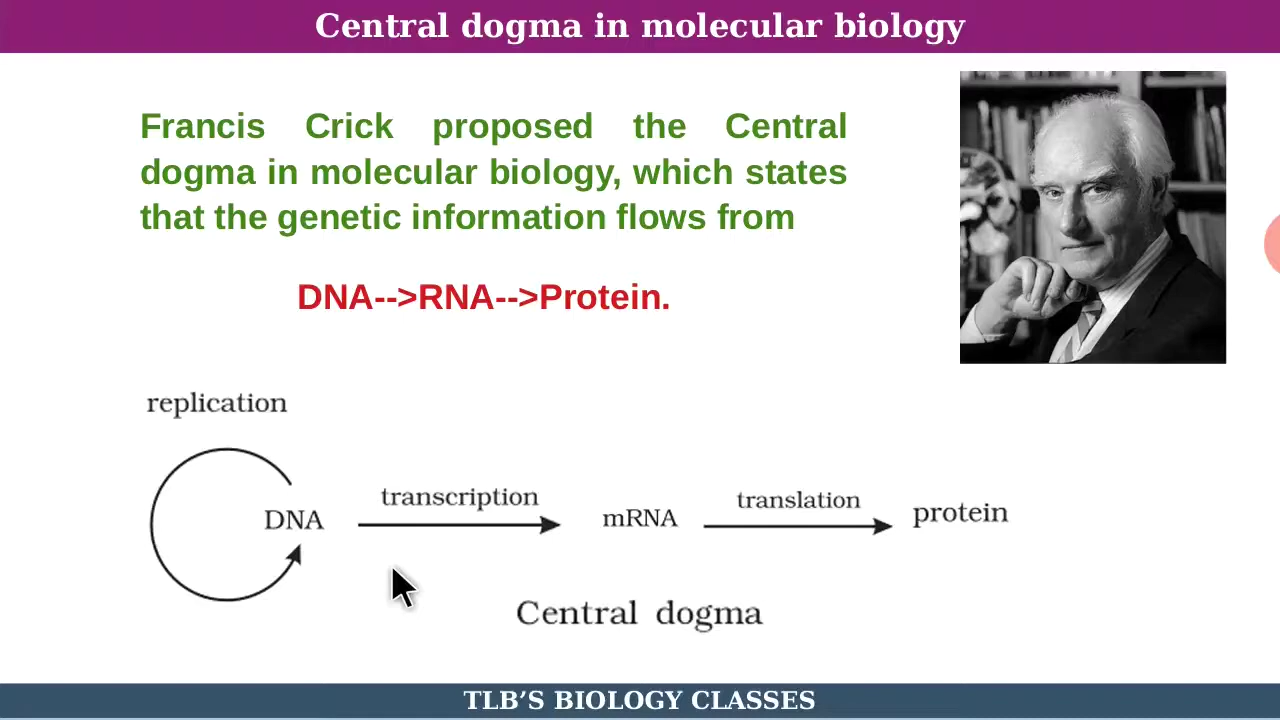 Central dogma in molecular biology
Francis Crick proposed the Central
dogma in molecular biology, which states
that the genetic information flows from
DNA-->RNA-->Protein.
replication
DNA
transcription
mRNA
translation
protein
Central dogma
TLB’S BIOLOGY CLASSES